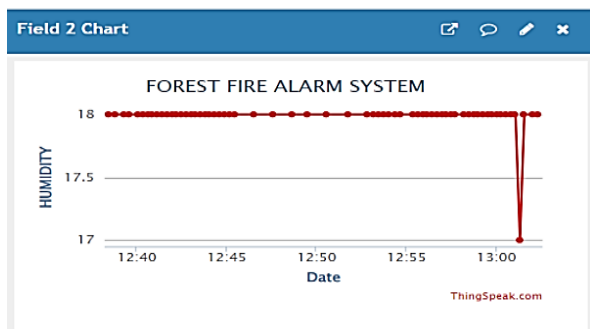 Field 2 Chart
FOREST FIRE ALARM SYSTEM
HUMIDITY
18
17.5
17
12:40 12:45 12:50 12:55 13:00
Date
ThingSpeak.com